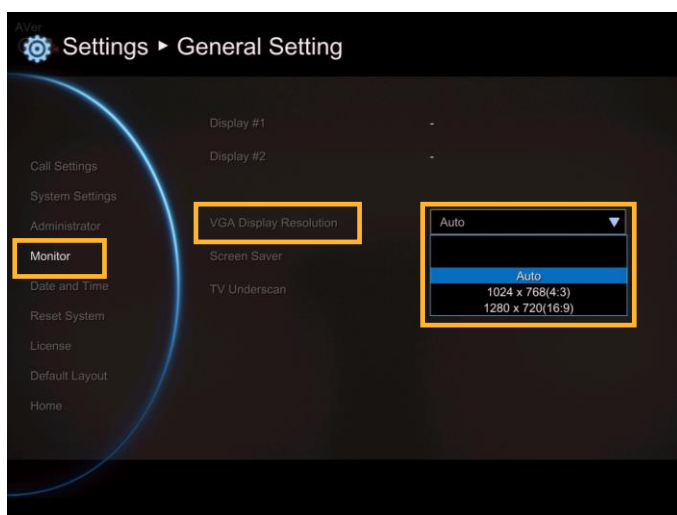 AVer
Settings ► General Setting
Display #1 -
Display #2 -
Call Settings
System Settings
Administrator
VGA Display Resolution
Auto ▼
Monitor
Screen Saver
Auto
Date and Time
TV Underscan
1024 x 768(4:3)
1280 x 720(16:9)
Reset System
License
Default Layout
Home